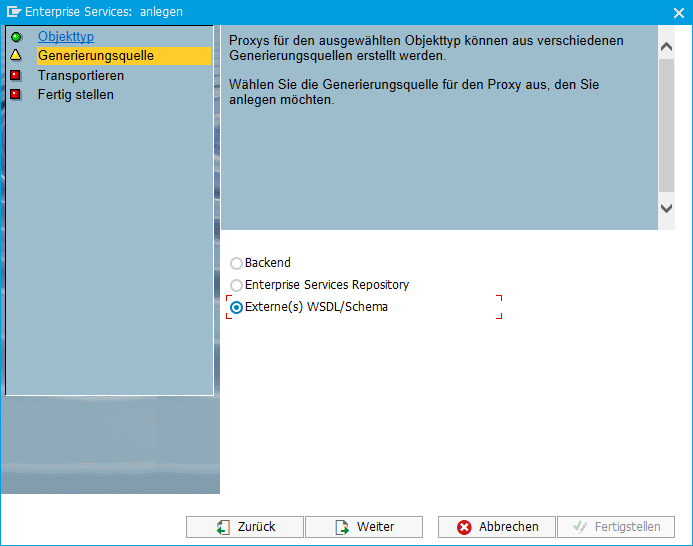 Enterprise Services: anlegen
Objekttyp
Generierungsquelle
Transportieren
Fertig stellen
Proxys für den ausgewählten Objekttyp können aus verschiedenen
Generierungsquellen erstellt werden.
Wählen Sie die Generierungsquelle für den Proxy aus, den Sie
anlegen möchten.
Backend
Enterprise Services Repository
Externe(s) WSDL/Schema
Zurück
Weiter
Abbrechen
Fertigstellen